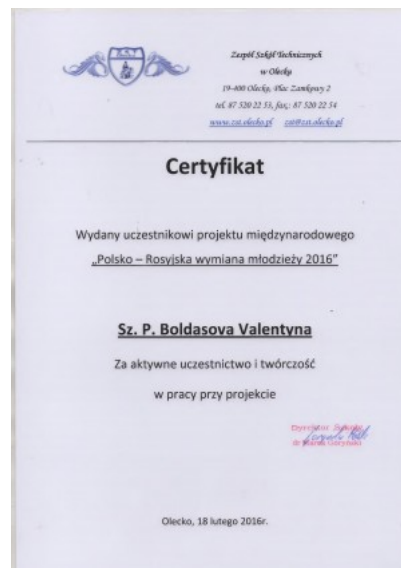 Z.S.T
Zespół Szkół Technicznych
w Olecku
19-400 Olecko, Plac Zamkowy 2
tel. 87 520 22 53, fax,: 87 520 22 54
www.zst.olecko.pl zst@zst.olecko.pl
Certyfikat
Wydany uczestnikowi projektu międzynarodowego
„Polsko – Rosyjska wymiana młodzieży 2016”
Sz. P. Boldasova Valentyna
Za aktywne uczestnictwo i twórczość
w pracy przy projekcie
Dyrektor
dr
Olecko, 18 lutego 2016r.